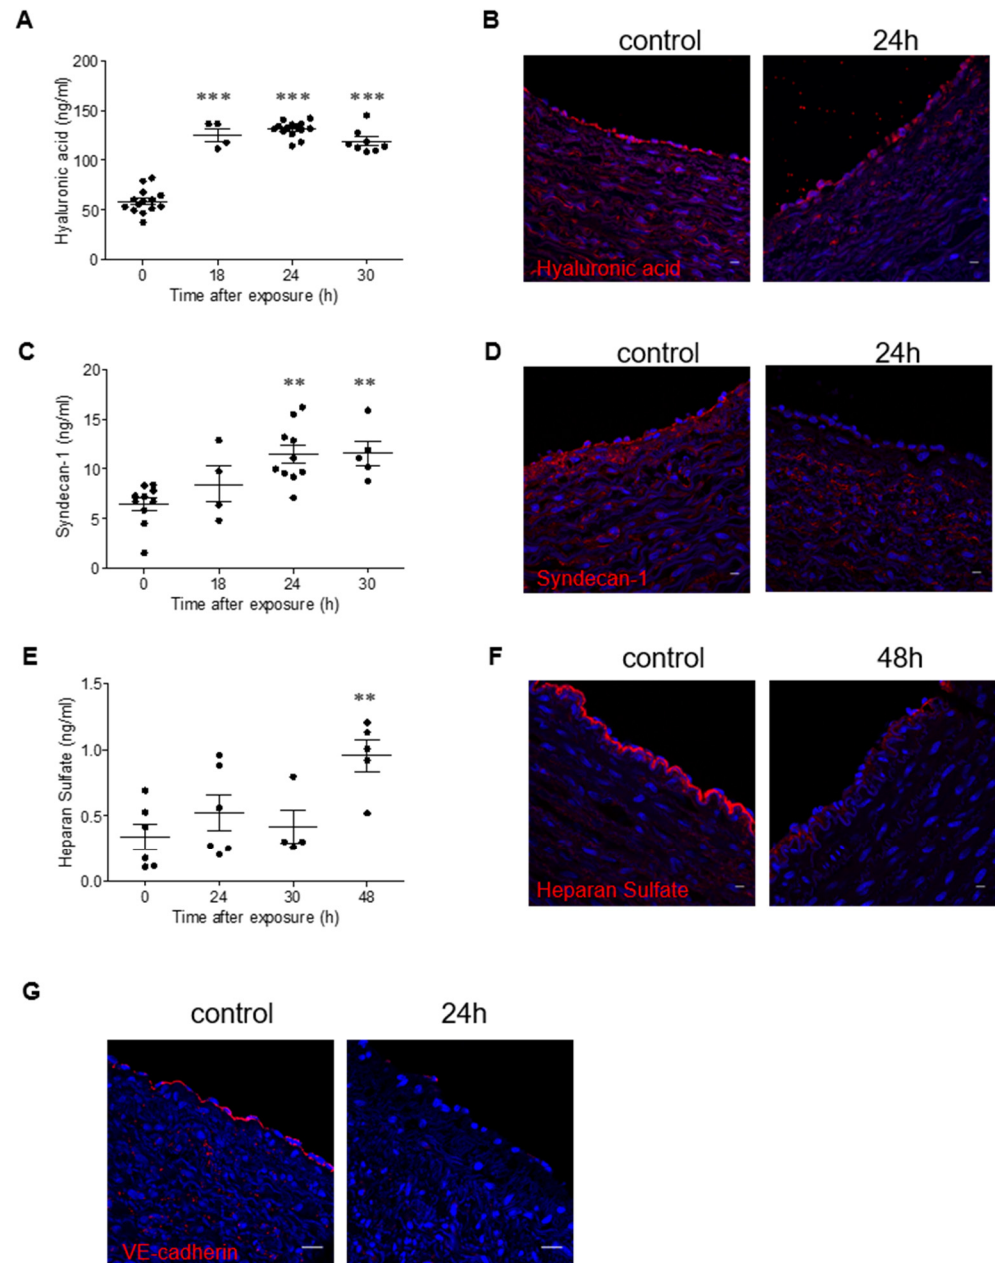 A
Hyaluronic acid (ng/ml)
200
150
100
50
0
***
***
***
0
18
24
30
Time after exposure (h)
B
control
24h
Hyaluronic acid
C
Syndecan-1 (ng/ml)
20
15
10
5
0
**
**
0
18
24
30
Time after exposure (h)
D
control
24h
Syndecan-1
E
Heparan Sulfate (ng/ml)
1.5
1.0
0.5
0.0
**
0
24
30
48
Time after exposure (h)
F
control
48h
Heparan Sulfate
G
control
24h
VE-cadherin